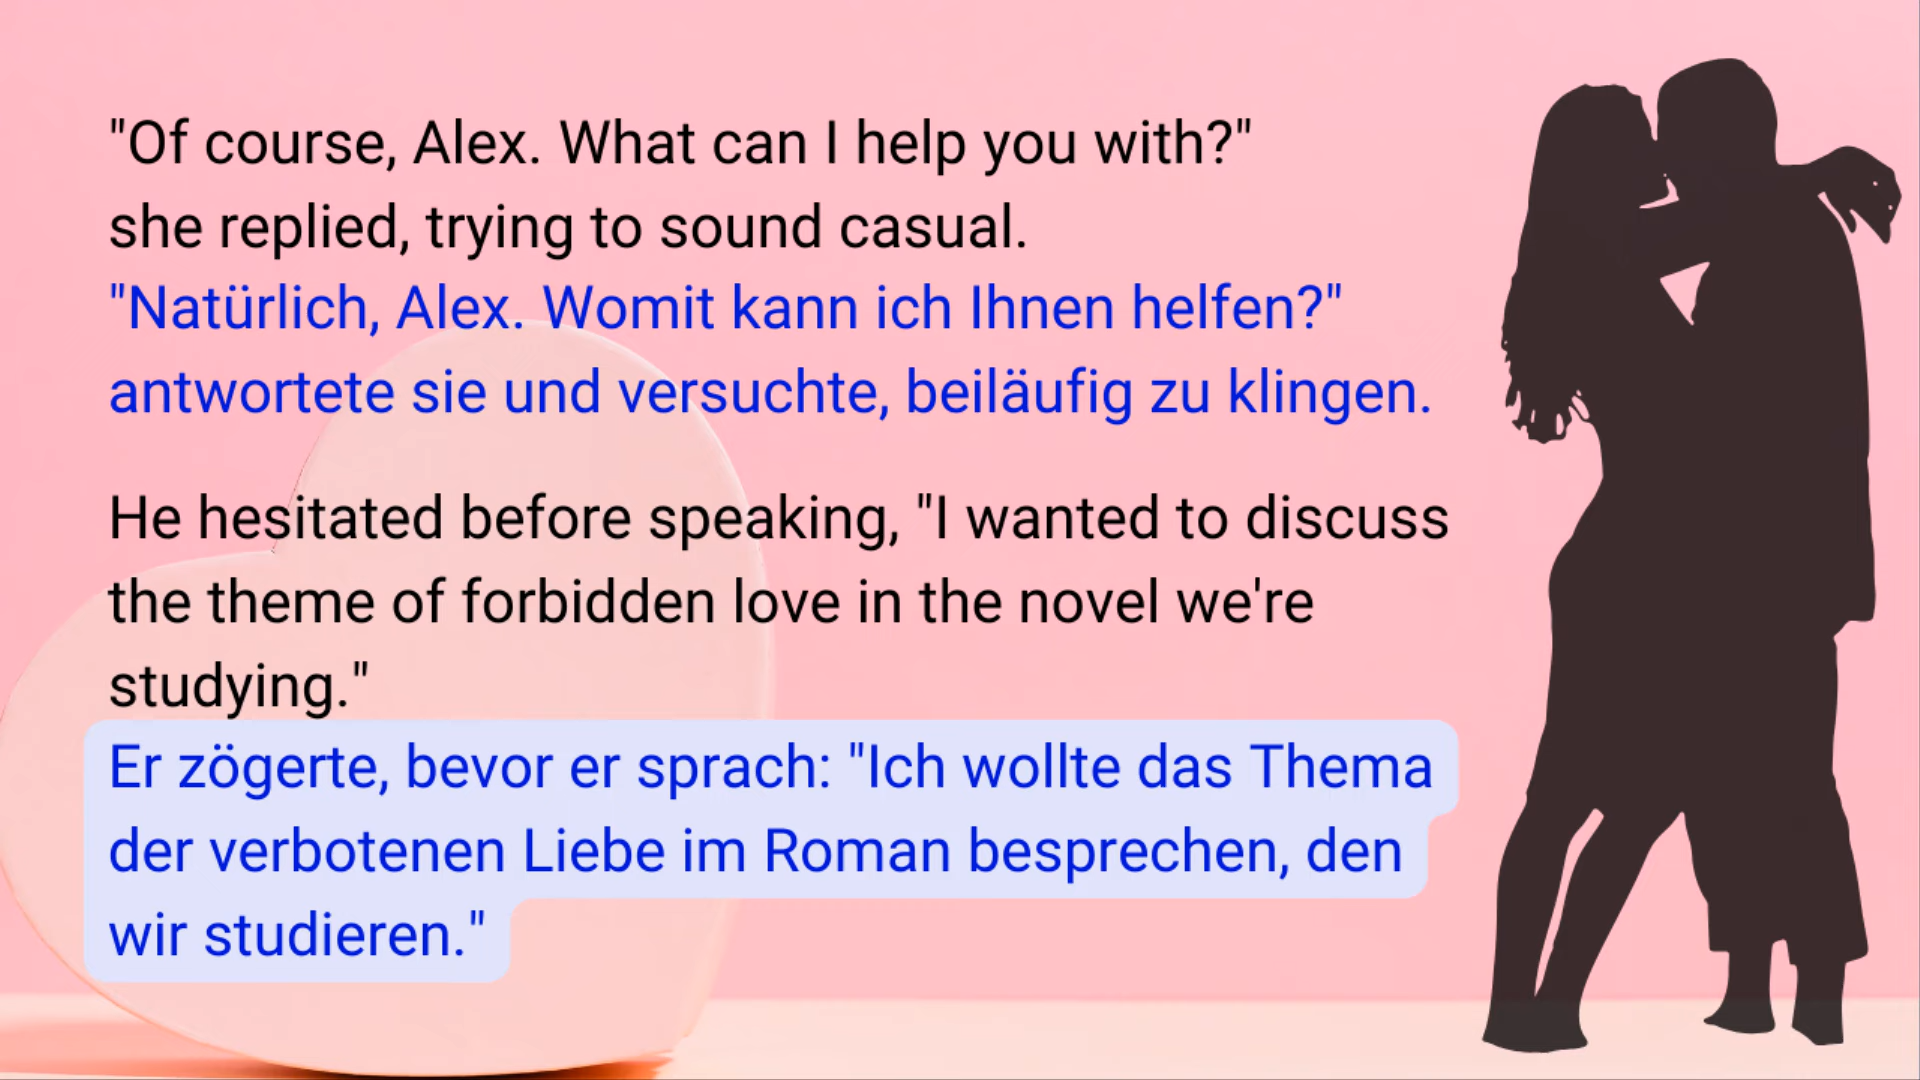 "Of course, Alex. What can I help you with?"
she replied, trying to sound casual.
"Natürlich, Alex. Womit kann ich Ihnen helfen?"
antwortete sie und versuchte, beiläufig zu klingen.
He hesitated before speaking, "I wanted to discuss
the theme of forbidden love in the novel we're
studying."
Er zögerte, bevor er sprach: "Ich wollte das Thema
der verbotenen Liebe im Roman besprechen, den
wir studieren."